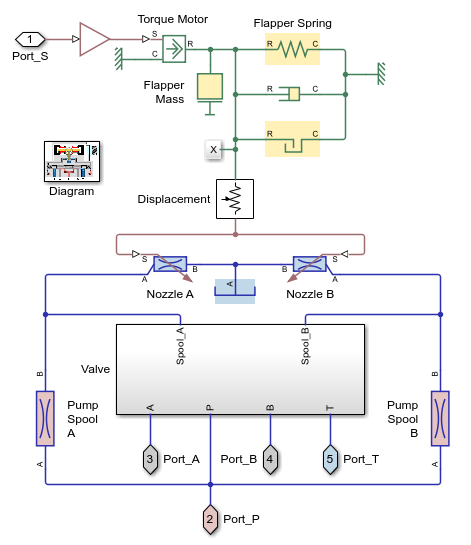 Torque Motor
Flapper Spring
1
S
C
R
R
C
Port_S
Flapper
Mass
R
C
R
C
X
Diagram
Displacement
S
S
B
B
A
A
A
Nozzle A
Nozzle B
Spool_A
Spool_B
Valve
B
B
Pump
Spool
A
Pump
Spool
B
A
P
B
T
A
A
3
Port_A
Port_B
4
5
Port_T
2
Port_P